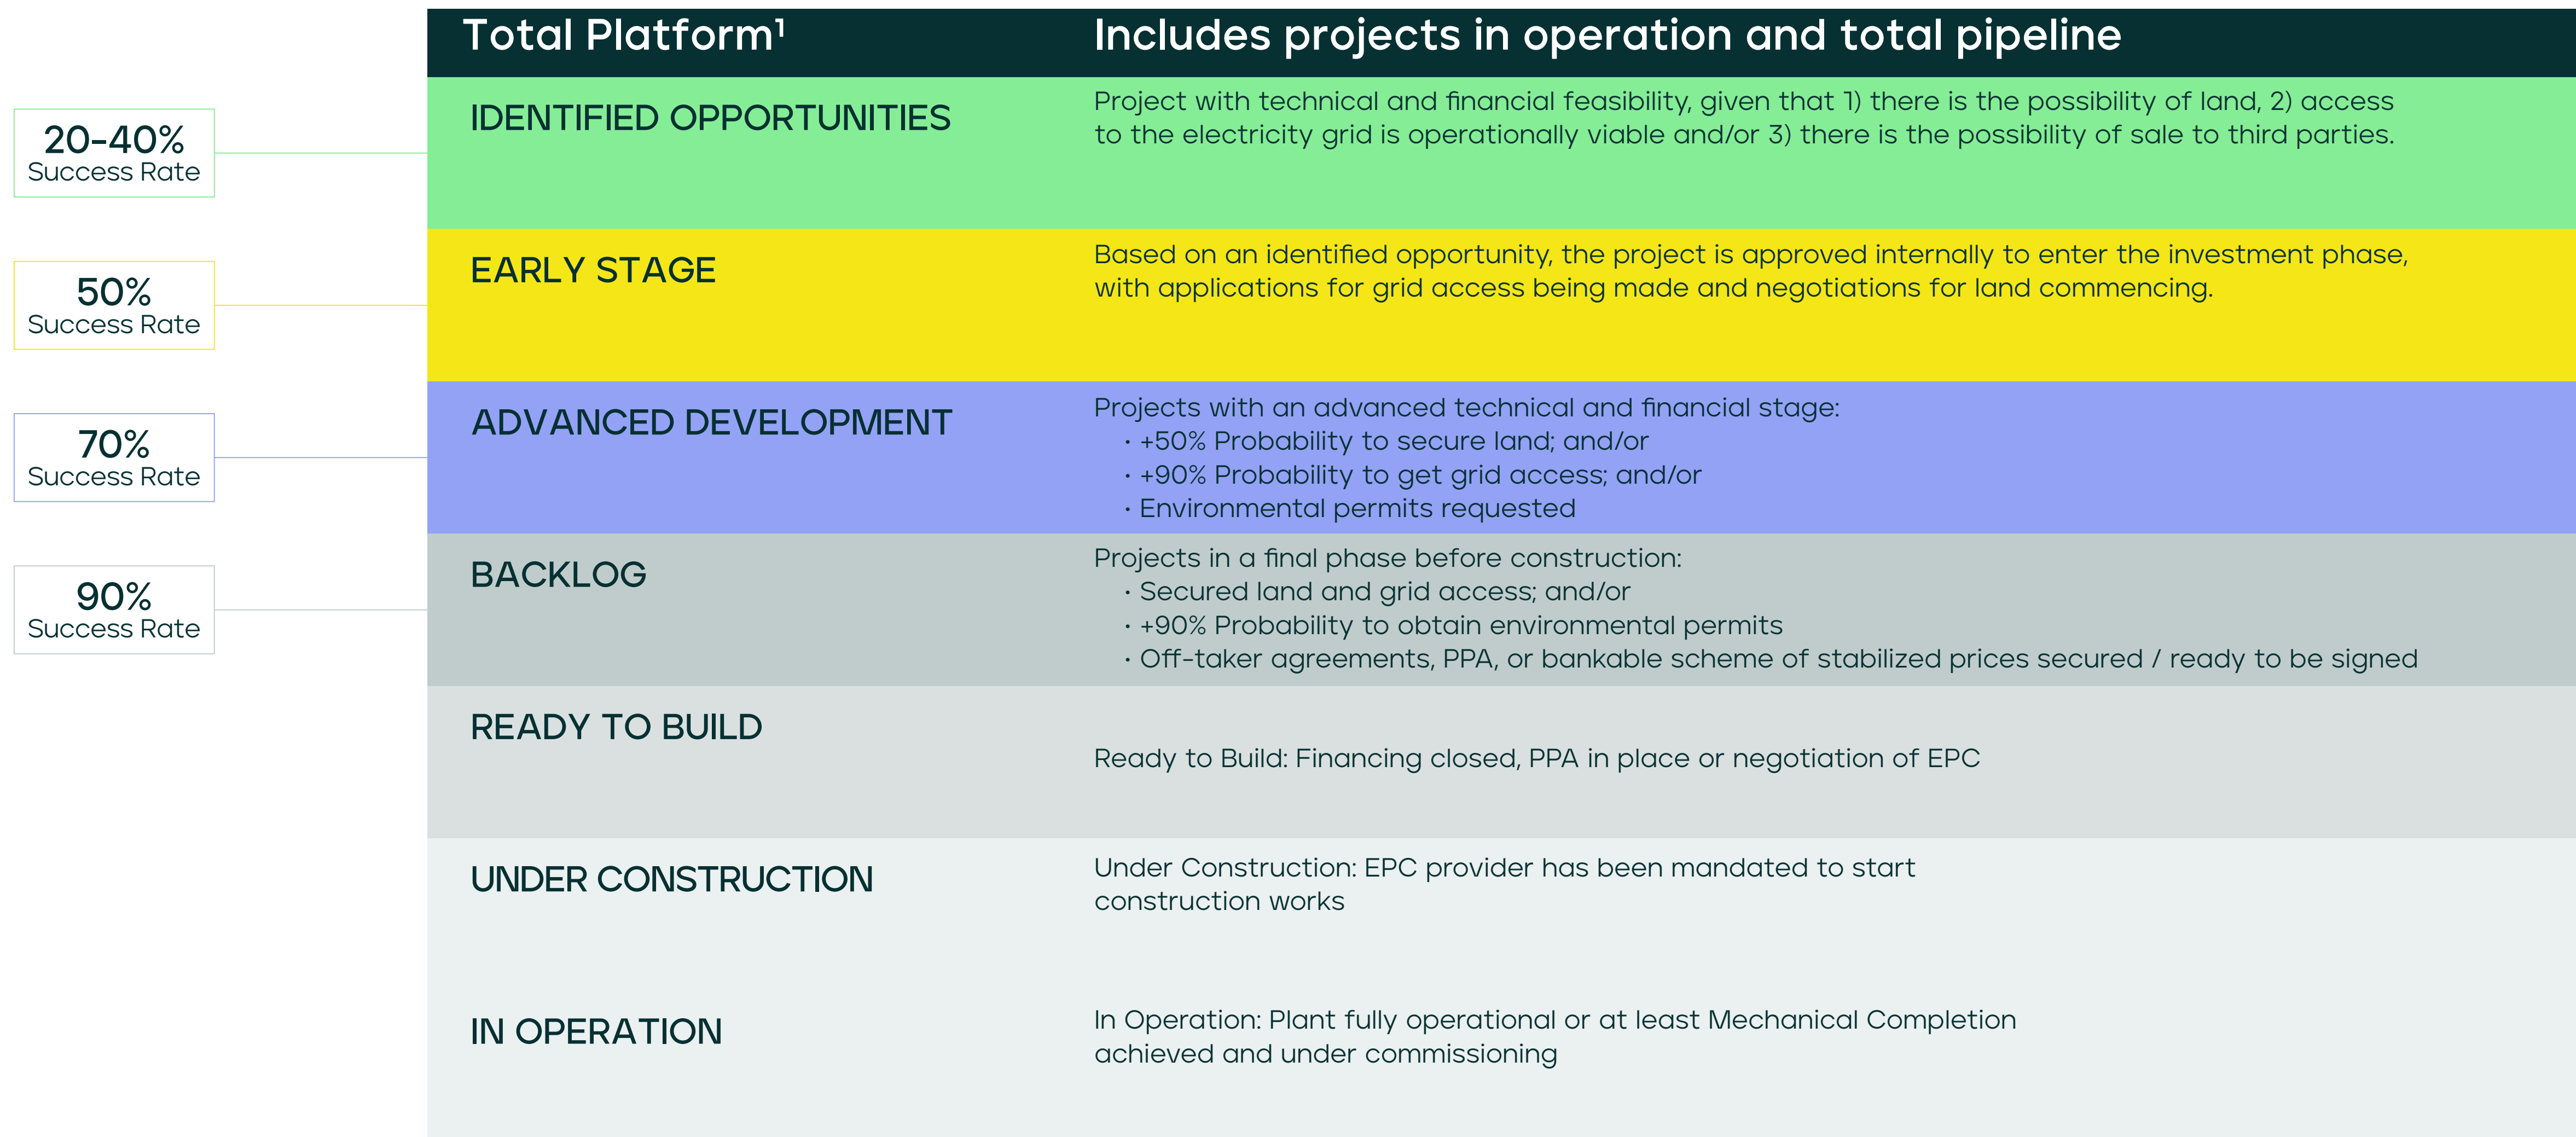 Total Platform¹
Includes projects in operation and total pipeline
20-40%
Success Rate
IDENTIFIED OPPORTUNITIES
Project with technical and financial feasibility, given that 1) there is the possibility of land, 2) access
to the electricity grid is operationally viable and/or 3) there is the possibility of sale to third parties.
50%
Success Rate
EARLY STAGE
Based on an identified opportunity, the project is approved internally to enter the investment phase,
with applications for grid access being made and negotiations for land commencing.
70%
Success Rate
ADVANCED DEVELOPMENT
Projects with an advanced technical and financial stage:
• +50% Probability to secure land; and/or
• +90% Probability to get grid access; and/or
• Environmental permits requested
90%
Success Rate
BACKLOG
Projects in a final phase before construction:
• Secured land and grid access; and/or
• +90% Probability to obtain environmental permits
• Off-taker agreements, PPA, or bankable scheme of stabilized prices secured / ready to be signed
READY TO BUILD
Ready to Build: Financing closed, PPA in place or negotiation of EPC
UNDER CONSTRUCTION
Under Construction: EPC provider has been mandated to start
construction works
IN OPERATION
In Operation: Plant fully operational or at least Mechanical Completion
achieved and under commissioning